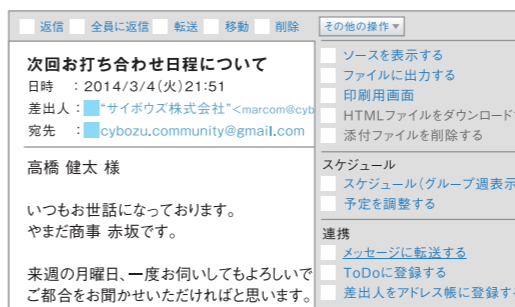 返信 全員に返信 転送 移動 削除 その他の操作▼
次回お打ち合わせ日程について
日時 ：2014/3/4(火)21:51
差出人： "サイボウズ株式会社"<marcom@cyb
宛先 ： cybozu.community@gmail.com
高橋 健太 様
いつもお世話になっております。
やまだ商事 赤坂です。
来週の月曜日、一度お伺いしてもよろしいで
ご都合をお聞かせいただければと思います。
ソースを表示する
ファイルに出力する
印刷用画面
HTMLファイルをダウンロード
添付ファイルを削除する
スケジュール
スケジュール(グループ週表示
予定を調整する
連携
メッセージに転送する
ToDoに登録する
差出人をアドレス帳に登録す